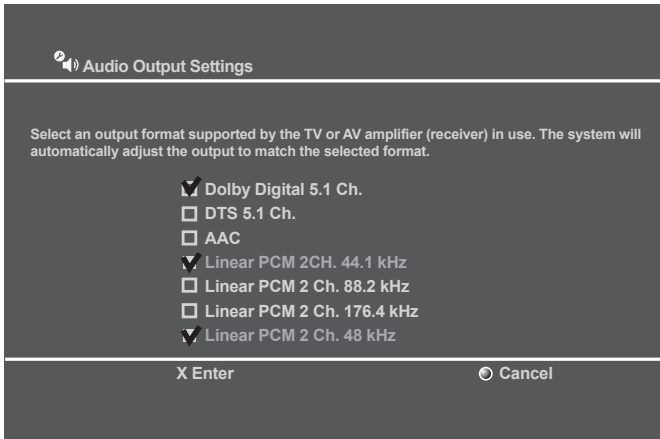 Audio Output Settings
Select an output format supported by the TV or AV amplifier (receiver) in use. The system will
automatically adjust the output to match the selected format.
Dolby Digital 5.1 Ch.
DTS 5.1 Ch.
AAC
Linear PCM 2CH. 44.1 kHz
Linear PCM 2 Ch. 88.2 kHz
Linear PCM 2 Ch. 176.4 kHz
Linear PCM 2 Ch. 48 kHz
X Enter
Cancel